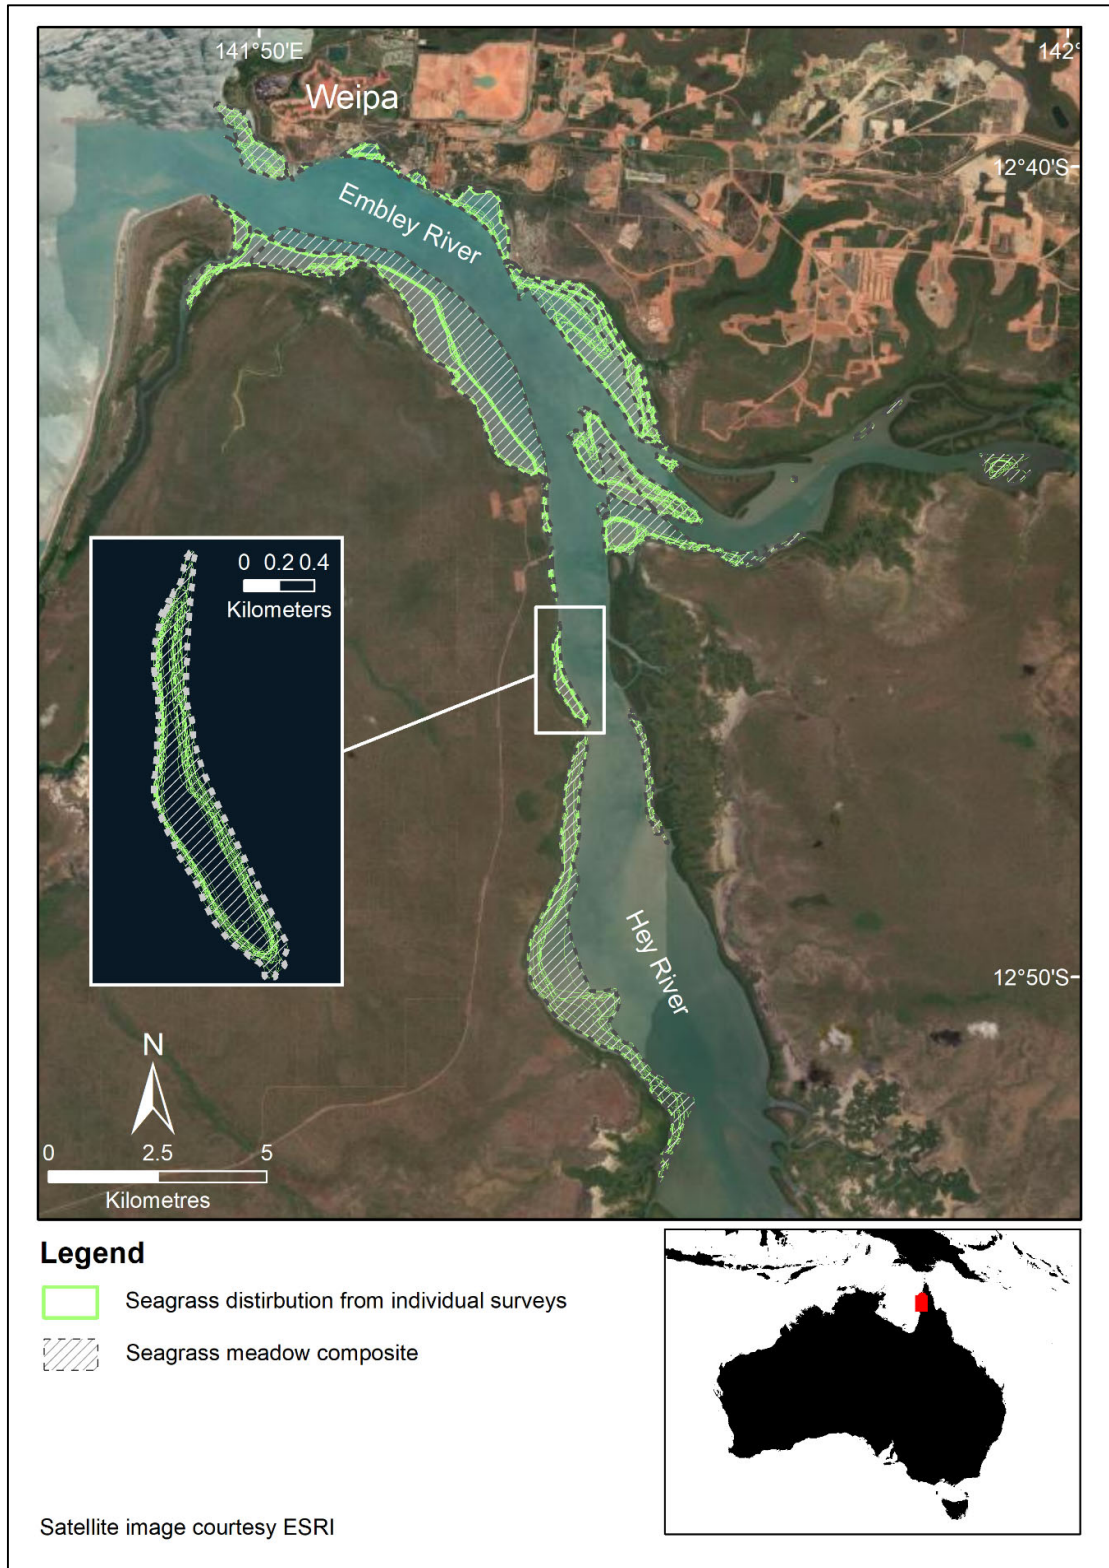 141°50'E
142°
Weipa
12°40'S
Embley River
0 0.2 0.4
Kilometers
Hey River
12°50'S
N
0 2.5 5
Kilometres
Legend
Seagrass distirbution from individual surveys
Seagrass meadow composite
Satellite image courtesy ESRI